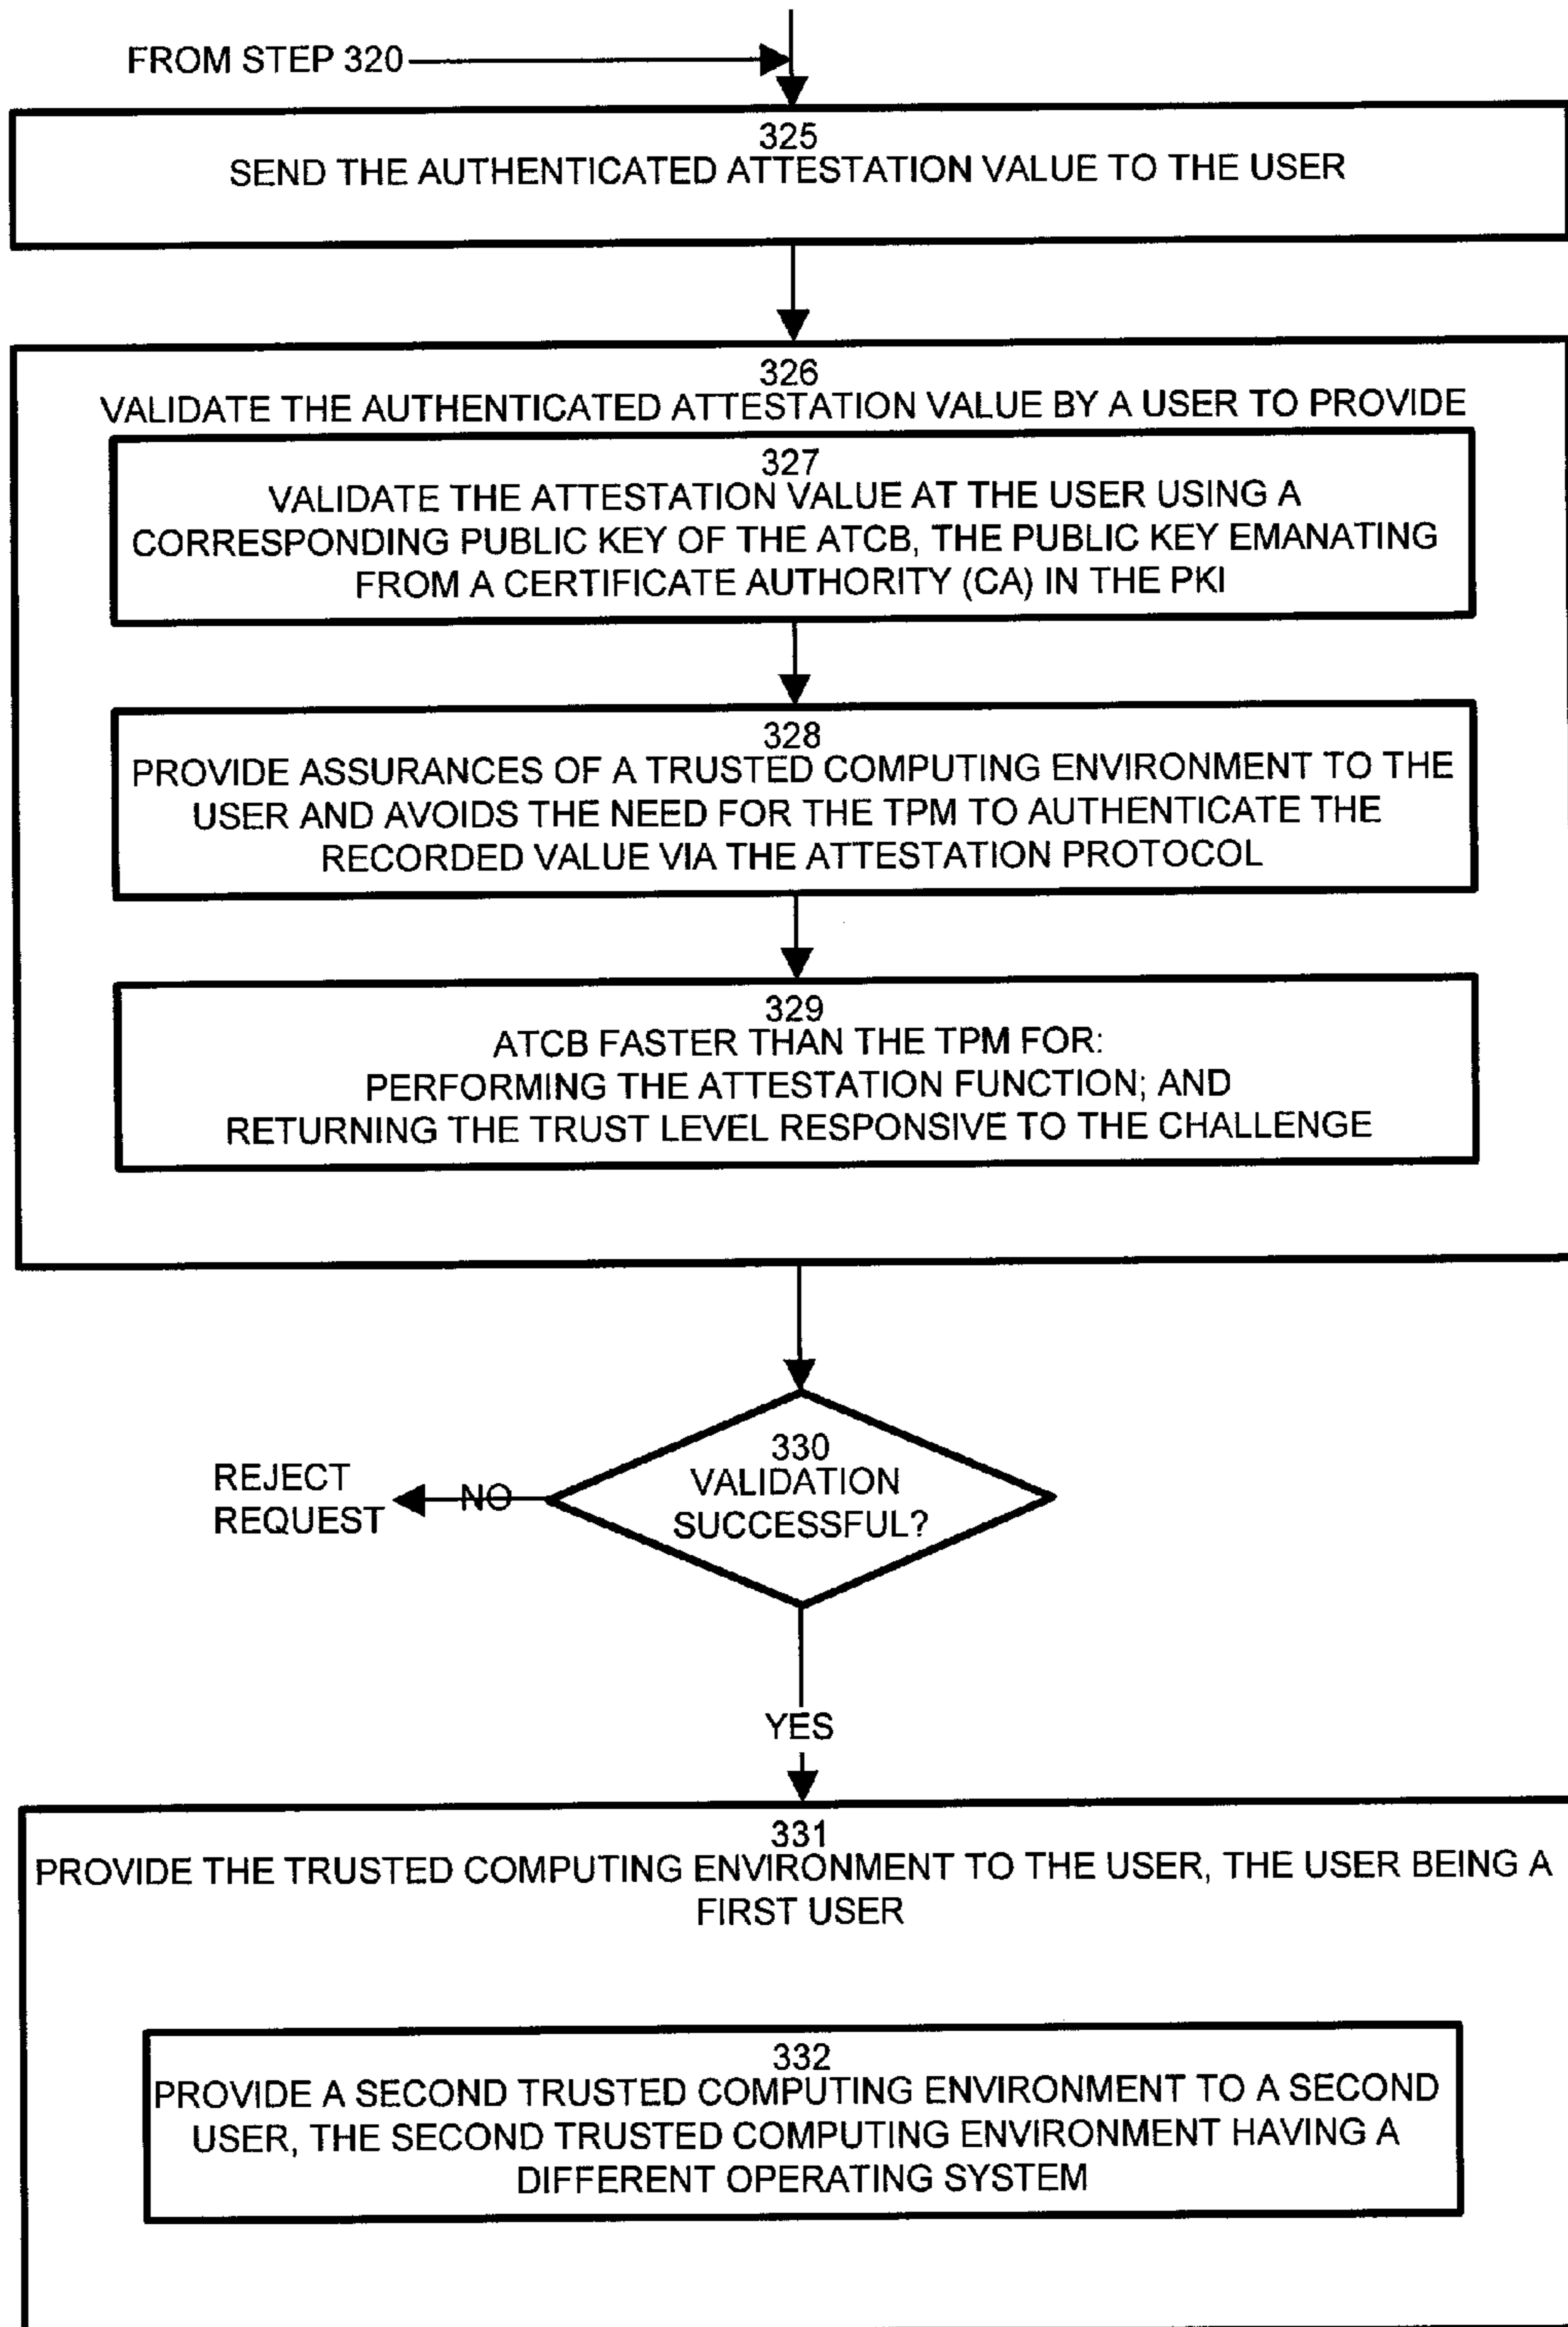 FROM STEP 320
325
SEND THE AUTHENTICATED ATTESTATION VALUE TO THE USER
326
VALIDATE THE AUTHENTICATED ATTESTATION VALUE BY A USER TO PROVIDE
327
VALIDATE THE ATTESTATION VALUE AT THE USER USING A
CORRESPONDING PUBLIC KEY OF THE ATCB, THE PUBLIC KEY EMANATING
FROM A CERTIFICATE AUTHORITY (CA) IN THE PKI
328
PROVIDE ASSURANCES OF A TRUSTED COMPUTING ENVIRONMENT TO THE
USER AND AVOIDS THE NEED FOR THE TPM TO AUTHENTICATE THE
RECORDED VALUE VIA THE ATTESTATION PROTOCOL
329
ATCB FASTER THAN THE TPM FOR:
PERFORMING THE ATTESTATION FUNCTION; AND
RETURNING THE TRUST LEVEL RESPONSIVE TO THE CHALLENGE
330
VALIDATION
SUCCESSFUL?
NO
REJECT
REQUEST
YES
331
PROVIDE THE TRUSTED COMPUTING ENVIRONMENT TO THE USER, THE USER BEING A
FIRST USER
332
PROVIDE A SECOND TRUSTED COMPUTING ENVIRONMENT TO A SECOND
USER, THE SECOND TRUSTED COMPUTING ENVIRONMENT HAVING A
DIFFERENT OPERATING SYSTEM